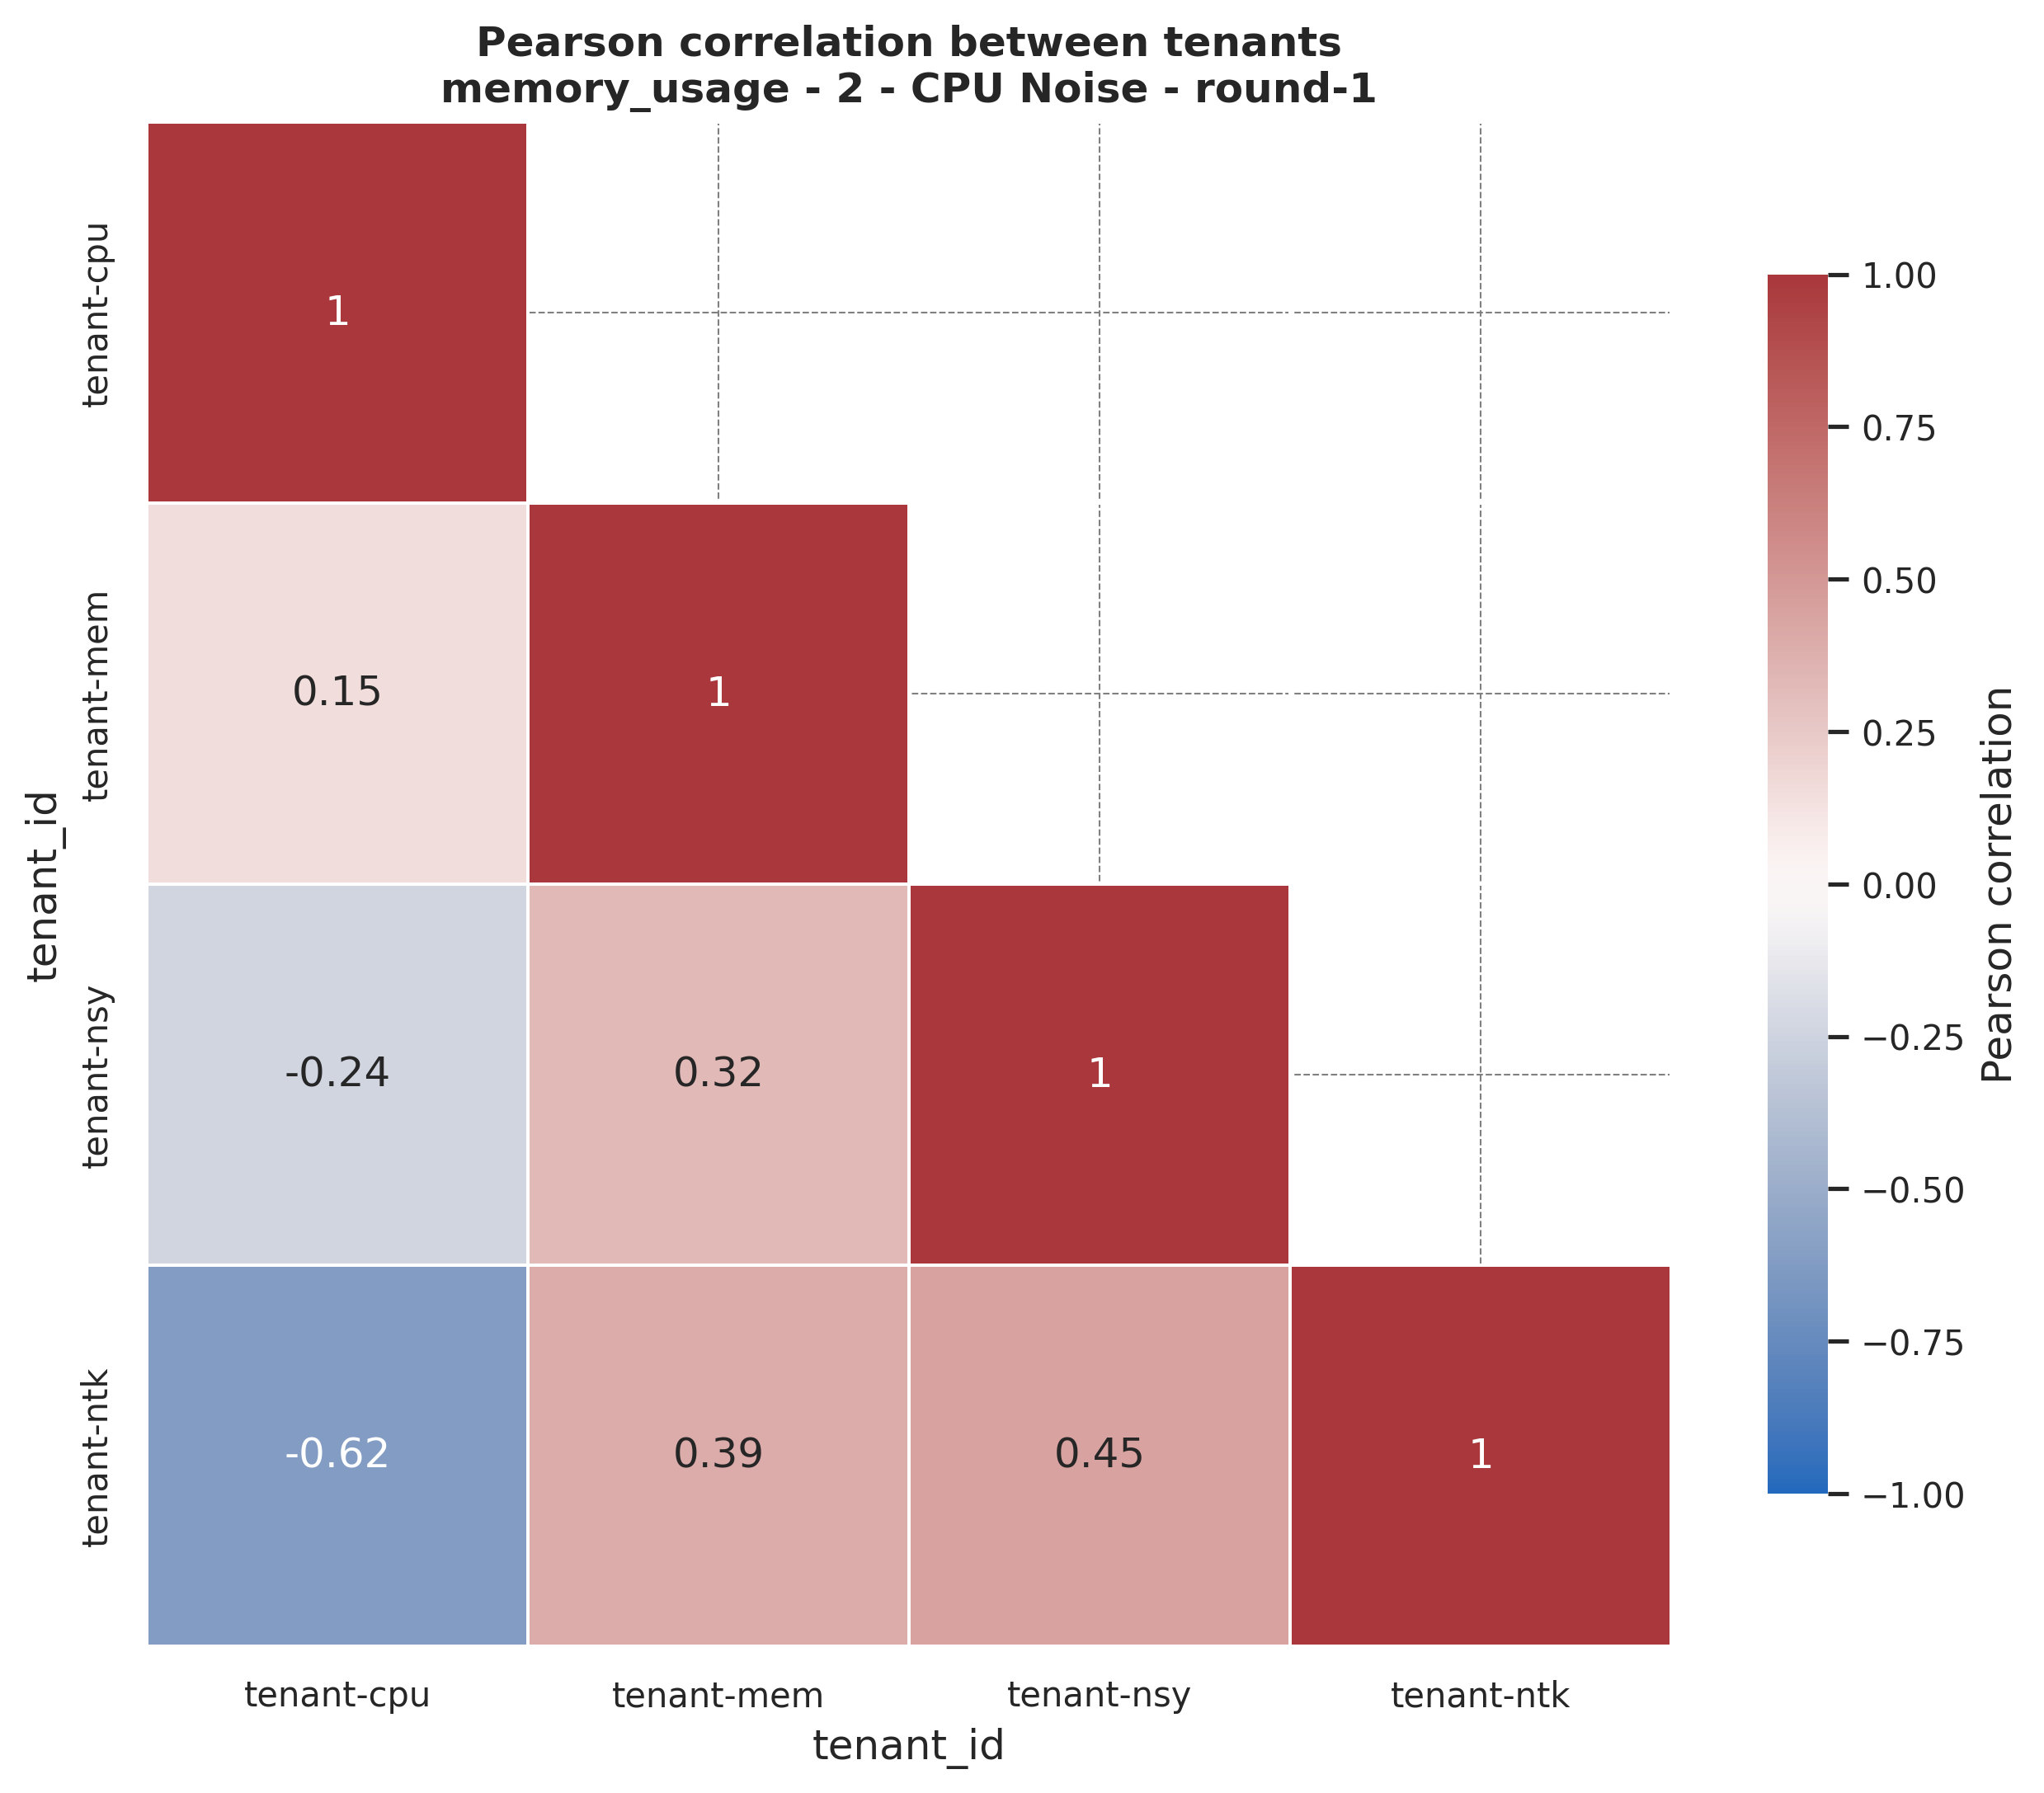 Pearson correlation between tenants
memory_usage - 2 - CPU Noise - round-1
tenant_id
tenant-cpu
1
tenant-mem
0.15
1
tenant-nsy
-0.24
0.32
1
tenant-ntk
-0.62
0.39
0.45
1
tenant-cpu
tenant-mem
tenant-nsy
tenant-ntk
tenant_id
1.00
0.75
0.50
0.25
0.00
−0.25
−0.50
−0.75
−1.00
Pearson correlation